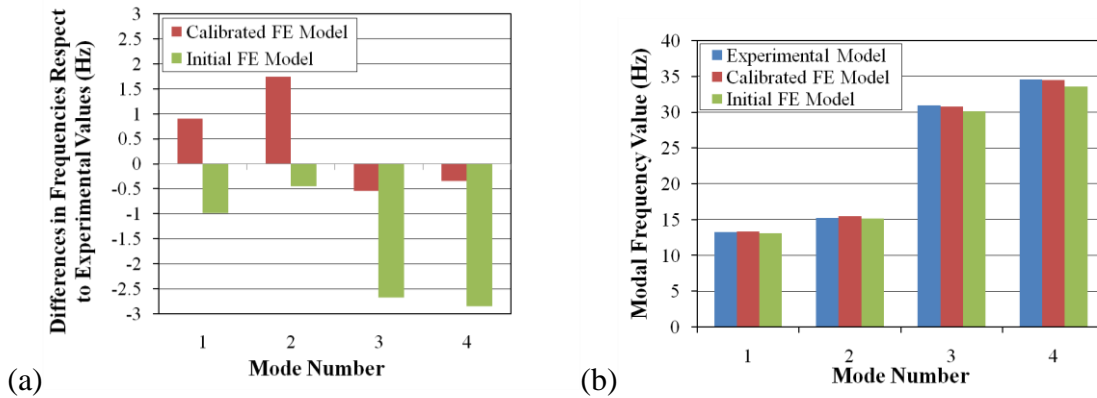 3
2.5
2
1.5
1
0.5
0
-0.5
-1
-1.5
-2
-2.5
-3
Differences in Frequencies Respect
to Experimental Values (Hz)
Calibrated FE Model
Initial FE Model
1 2 3 4
Mode Number
(a)
40
35
30
25
20
15
10
5
0
Modal Frequency Value (Hz)
Experimental Model
Calibrated FE Model
Initial FE Model
1 2 3 4
Mode Number
(b)